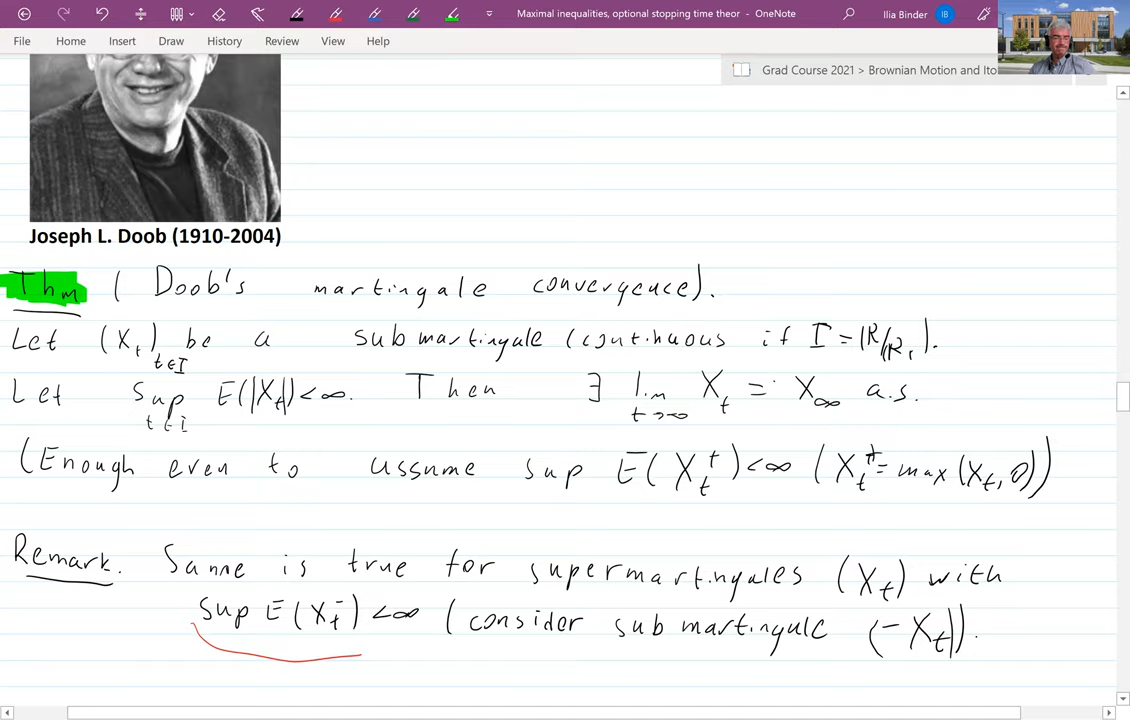 Maximal inequalities, optional stopping time theor - OneNote
Ilia Binder
IB
File Home Insert Draw History Review View Help
Grad Course 2021 > Brownian Motion and Ito
Joseph L. Doob (1910-2004)
Thm ( Doob's martingale convergence).
Let (X_t)_{t∈I} be a submartingale (continuous if I = ℝ/ℝ_+).
Let sup_{t∈I} E(|X_t|) < ∞. Then ∃ lim_{t→∞} X_t =: X_∞ a.s.
(Enough even to assume sup E(X_t^+) < ∞ (X_t^+ = max(X_t, 0))
Remark. Same is true for supermartingales (X_t) with
sup E(X_t^-) < ∞ (consider submartingale (-X_t)).